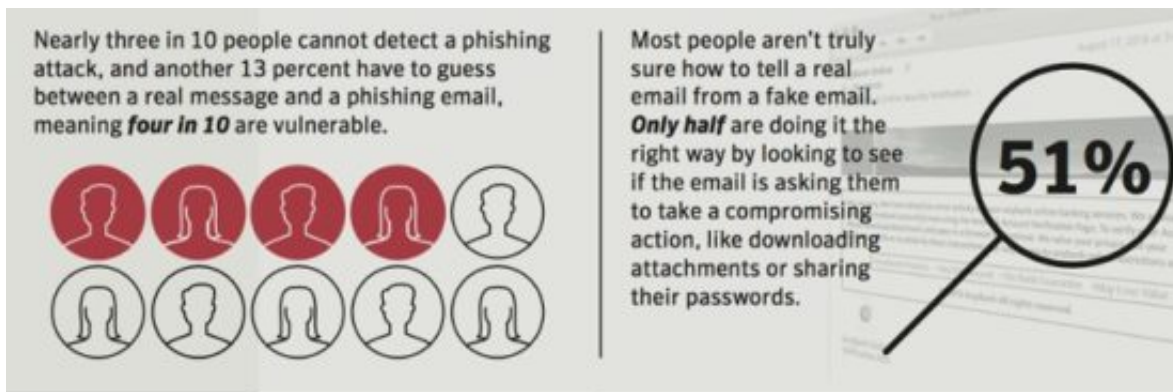 Nearly three in 10 people cannot detect a phishing
attack, and another 13 percent have to guess
between a real message and a phishing email,
meaning four in 10 are vulnerable.
Most people aren't truly
sure how to tell a real
email from a fake email.
Only half are doing it the
right way by looking to see
if the email is asking them
to take a compromising
action, like downloading
attachments or sharing
their passwords.
51%